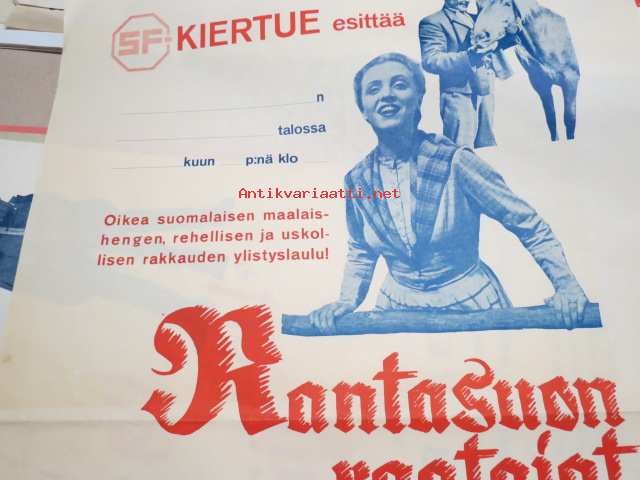 SF- KIERTUE esittää
n
talossa
kuun p:nä klo
Antikvariaatti.net
Oikea suomalaisen maalais-
hengen, rehellisen ja uskol-
lisen rakkauden ylistyslaulu!
Rantasuon
raatajat